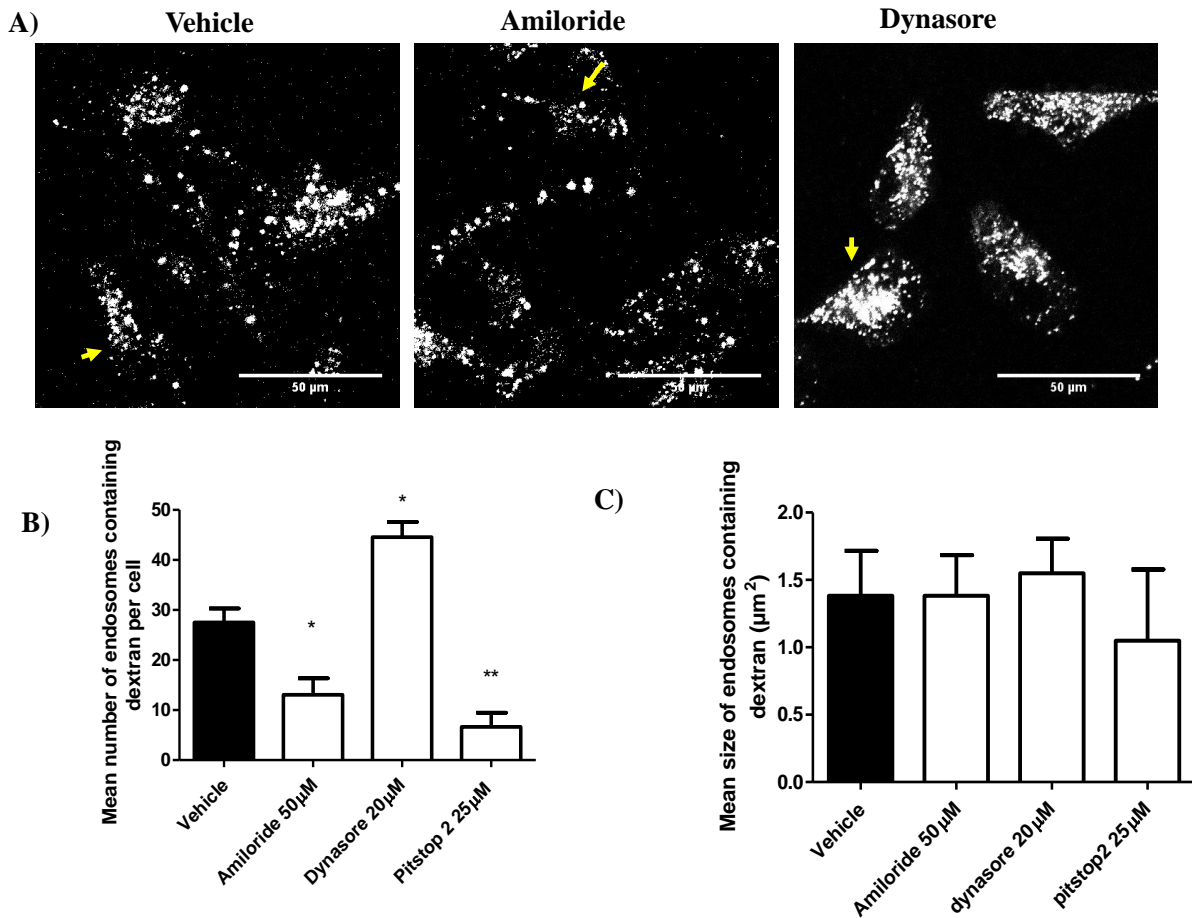 A)
Vehicle
Amiloride
Dynasore
50 µm
50 µm
50 µm
B)
Mean number of endosomes containing
dextran per cell
50
40
30
20
10
0
*
*
**
Vehicle
Amiloride 50µM
Dynasore 20µM
Pitstop 2 25µM
C)
Mean size of endosomes containing
dextran (µm²)
2.0
1.5
1.0
0.5
0.0
Vehicle
Amiloride 50µM
dynasore 20µM
pitstop2 25µM